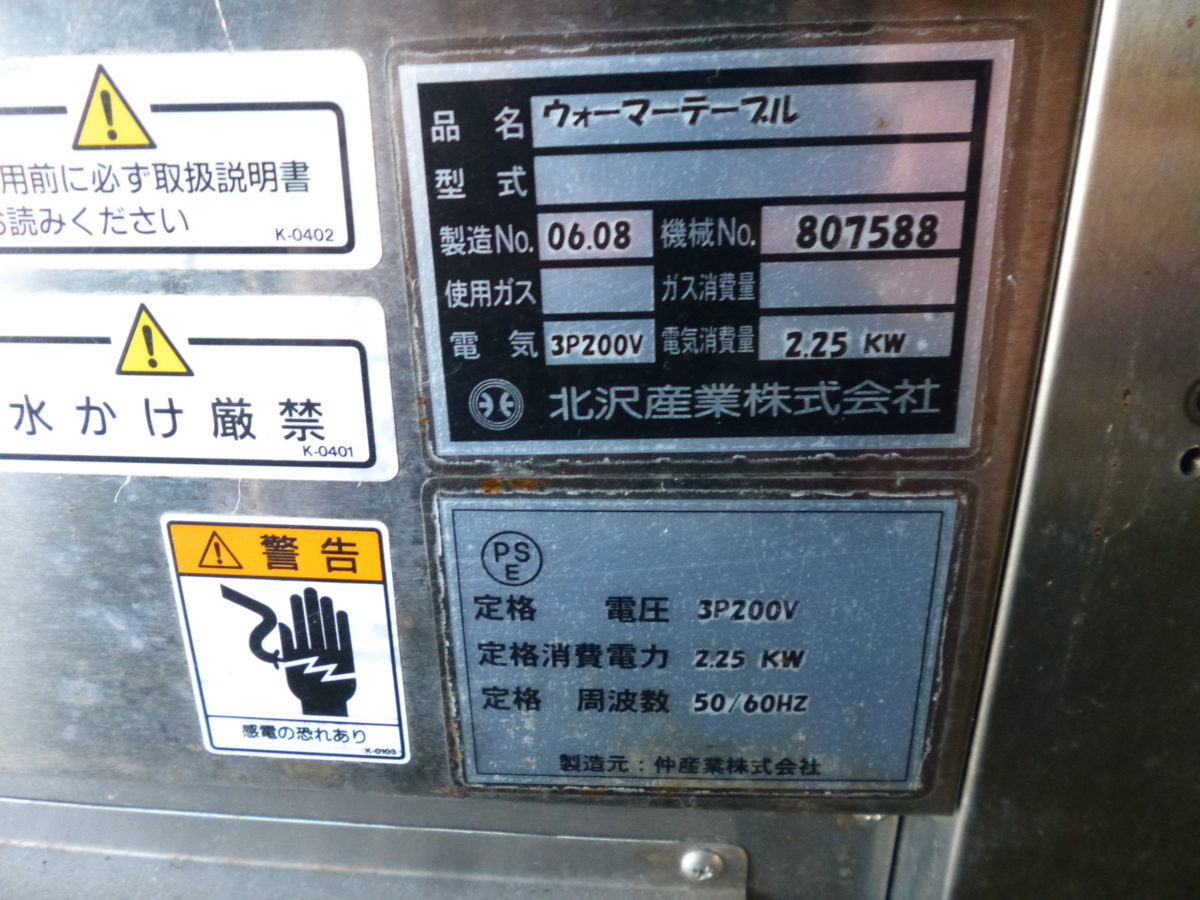 用前に必ず取扱説明書
お読みください
K-0402
水かけ厳禁
K-0401
警告
感電の恐れあり
K-0103
品名 ウォーマーテーブル
型式
製造No. 06.08 機械No. 807588
使用ガス ガス消費量
電気 3P200V 電気消費量 2.25 KW
北沢産業株式会社
PS
E
定格 電圧 3P200V
定格消費電力 2.25 KW
定格 周波数 50/60HZ
製造元:仲産業株式会社